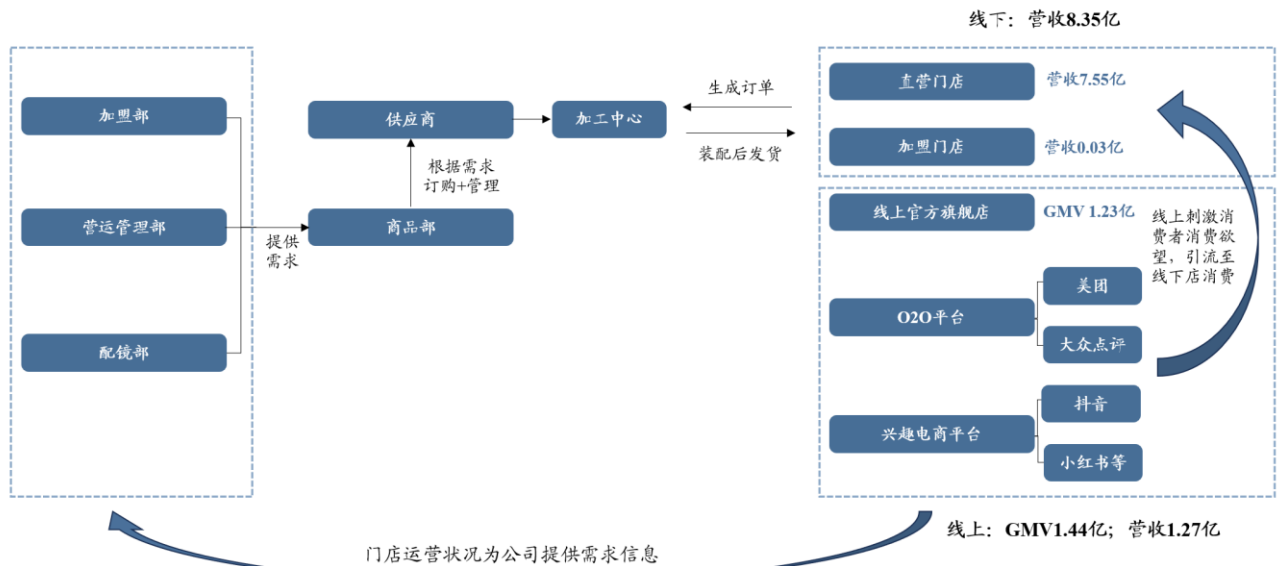 线下：营收8.35亿
加盟部
营运管理部
配镜部
提供
需求
供应商
加工中心
根据需求
订购+管理
商品部
生成订单
装配后发货
直营门店
营收7.55亿
加盟门店
营收0.03亿
线上官方旗舰店
GMV 1.23亿
O2O平台
美团
大众点评
兴趣电商平台
抖音
小红书等
线上刺激消
费者消费欲
望，引流至
线下店消费
线上：GMV1.44亿；营收1.27亿
门店运营状况为公司提供需求信息